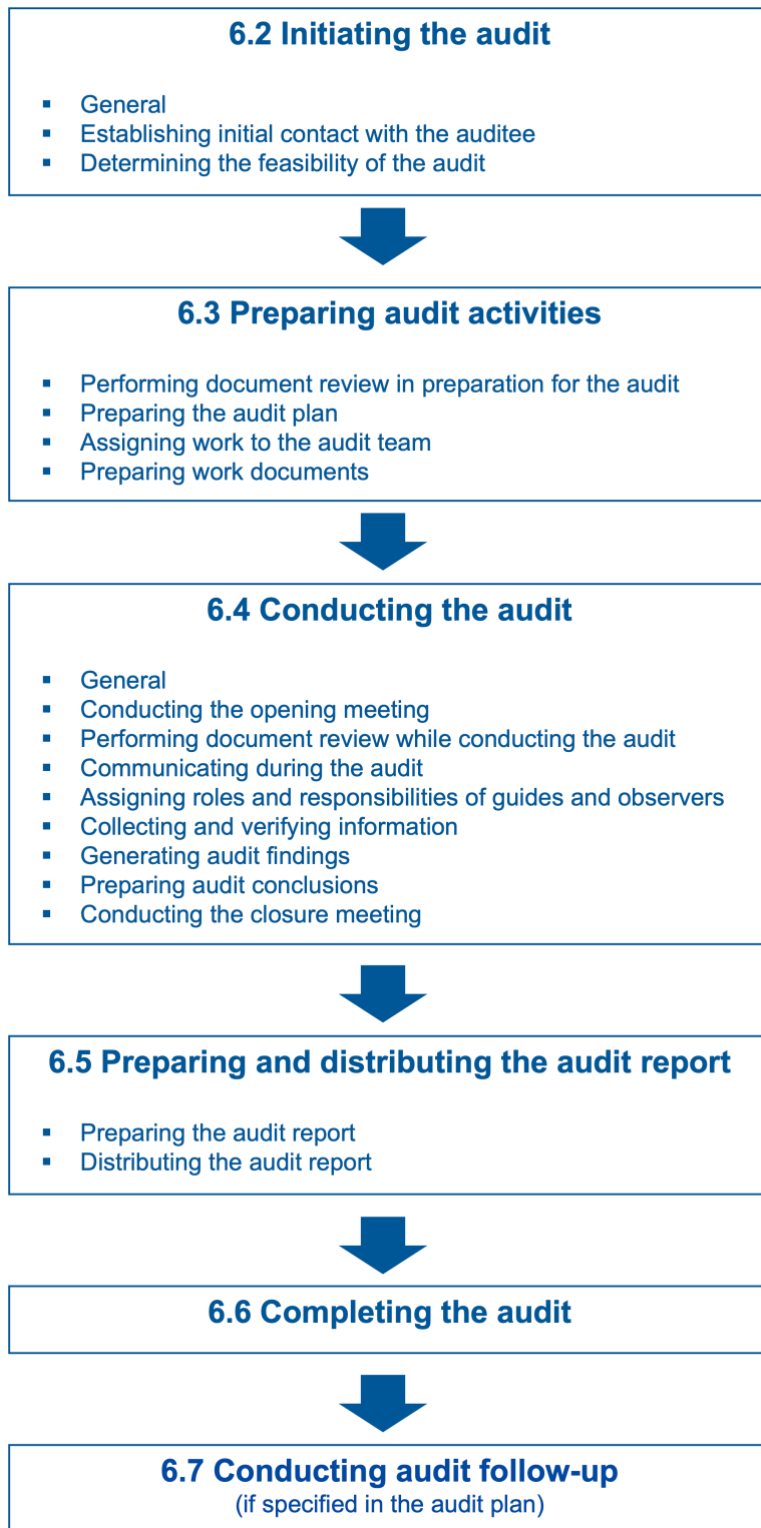 6.2 Initiating the audit
▪ General
▪ Establishing initial contact with the auditee
▪ Determining the feasibility of the audit
6.3 Preparing audit activities
▪ Performing document review in preparation for the audit
▪ Preparing the audit plan
▪ Assigning work to the audit team
▪ Preparing work documents
6.4 Conducting the audit
▪ General
▪ Conducting the opening meeting
▪ Performing document review while conducting the audit
▪ Communicating during the audit
▪ Assigning roles and responsibilities of guides and observers
▪ Collecting and verifying information
▪ Generating audit findings
▪ Preparing audit conclusions
▪ Conducting the closure meeting
6.5 Preparing and distributing the audit report
▪ Preparing the audit report
▪ Distributing the audit report
6.6 Completing the audit
6.7 Conducting audit follow-up
(if specified in the audit plan)